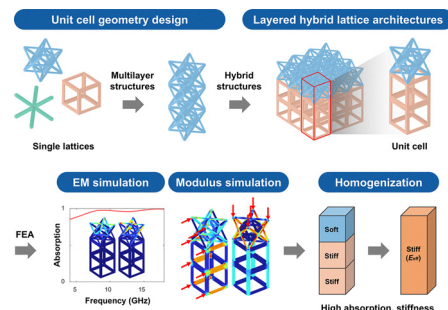 Unit cell geometry design
Layered hybrid lattice architectures
Multilayer
structures
Hybrid
structures
Single lattices
Unit cell
EM simulation
Modulus simulation
Homogenization
FEA
Absorption
1
0
5
10
15
Frequency (GHz)
Soft
Stiff
Stiff
Stiff
(Eeff)
High absorption, stiffness